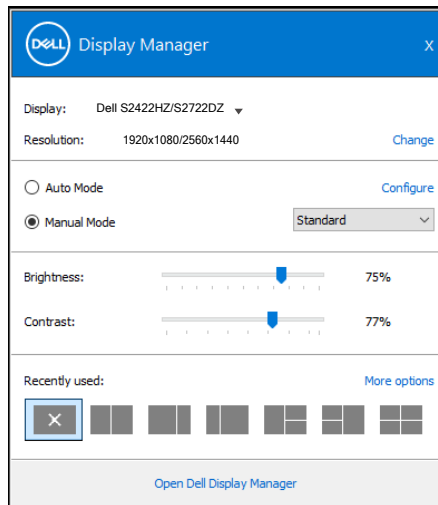 DELL Display Manager X
Display: Dell S2422HZ/S2722DZ
Resolution: 1920x1080/2560x1440 Change
Auto Mode Configure
Manual Mode Standard
Brightness: 75%
Contrast: 77%
Recently used: More options
Open Dell Display Manager